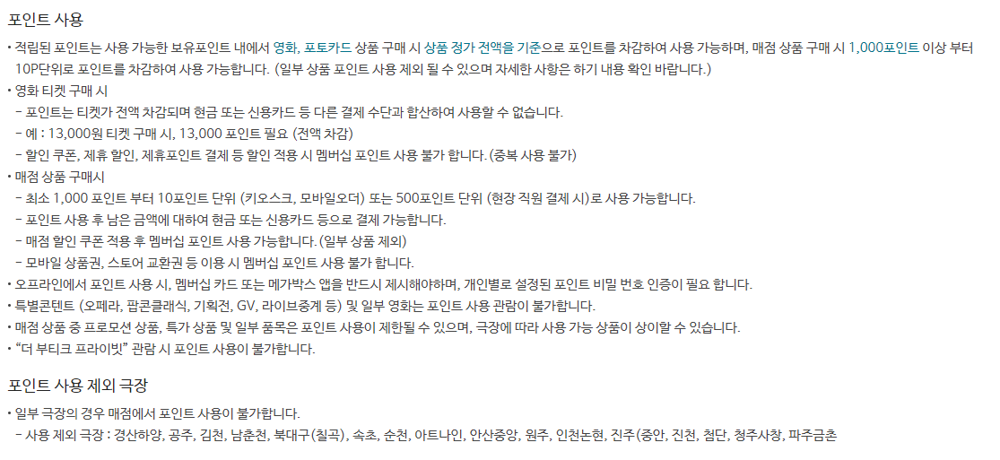 포인트 사용
• 적립된 포인트는 사용 가능한 보유포인트 내에서 영화, 포토카드 상품 구매 시 상품 정가 전액을 기준으로 포인트를 차감하여 사용 가능하며, 매점 상품 구매 시 1,000포인트 이상 부터
10P단위로 포인트를 차감하여 사용 가능합니다. (일부 상품 포인트 사용 제외 될 수 있으며 자세한 사항은 하기 내용 확인 바랍니다.)
• 영화 티켓 구매 시
- 포인트는 티켓가 전액 차감되며 현금 또는 신용카드 등 다른 결제 수단과 합산하여 사용할 수 없습니다.
- 예 : 13,000원 티켓 구매 시, 13,000 포인트 필요 (전액 차감)
- 할인 쿠폰, 제휴 할인, 제휴포인트 결제 등 할인 적용 시 멤버십 포인트 사용 불가 합니다.(중복 사용 불가)
• 매점 상품 구매시
- 최소 1,000 포인트 부터 10포인트 단위 (키오스크, 모바일오더) 또는 500포인트 단위 (현장 직원 결제 시)로 사용 가능합니다.
- 포인트 사용 후 남은 금액에 대하여 현금 또는 신용카드 등으로 결제 가능합니다.
- 매점 할인 쿠폰 적용 후 멤버십 포인트 사용 가능합니다.(일부 상품 제외)
- 모바일 상품권, 스토어 교환권 등 이용 시 멤버십 포인트 사용 불가 합니다.
• 오프라인에서 포인트 사용 시, 멤버십 카드 또는 메가박스 앱을 반드시 제시해야하며, 개인별로 설정된 포인트 비밀 번호 인증이 필요 합니다.
• 특별콘텐트 (오페라, 팝콘클래식, 기획전, GV, 라이브중계 등) 및 일부 영화는 포인트 사용 관람이 불가합니다.
• 매점 상품 중 프로모션 상품, 특가 상품 및 일부 품목은 포인트 사용이 제한될 수 있으며, 극장에 따라 사용 가능 상품이 상이할 수 있습니다.
• “더 부티크 프라이빗” 관람 시 포인트 사용이 불가합니다.
포인트 사용 제외 극장
• 일부 극장의 경우 매점에서 포인트 사용이 불가합니다.
- 사용 제외 극장 : 경산하양, 공주, 김천, 남춘천, 북대구(칠곡), 속초, 순천, 아트나인, 안산중앙, 원주, 인천논현, 진주(중안, 진천, 첨단, 청주사창, 파주금촌